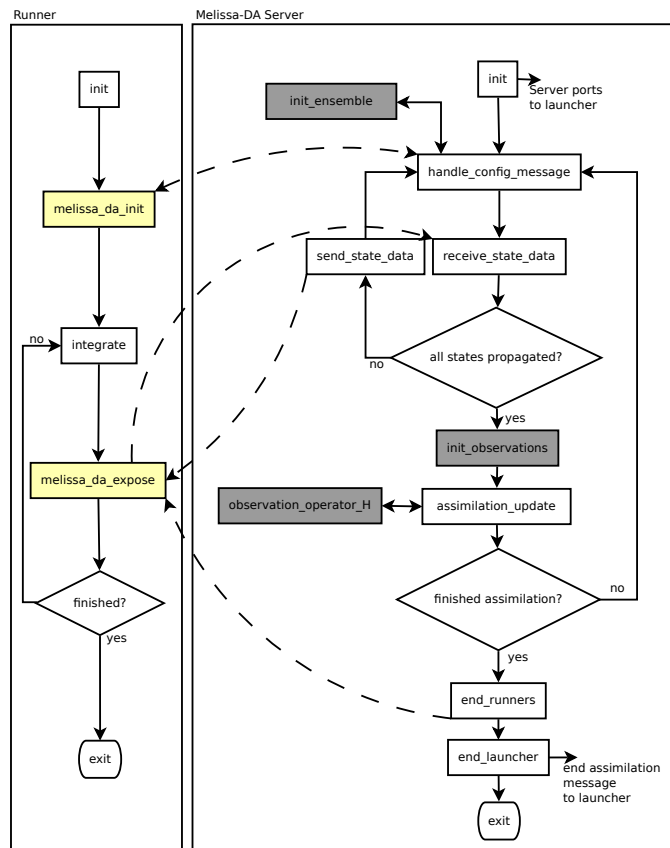 Runner
Melissa-DA Server
init
melissa_da_init
integrate
no
melissa_da_expose
finished?
yes
exit
init
Server ports
to launcher
init_ensemble
handle_config_message
send_state_data
receive_state_data
all states propagated?
no
yes
init_observations
observation_operator_H
assimilation_update
finished assimilation?
no
yes
end_runners
end_launcher
end assimilation
message
to launcher
exit